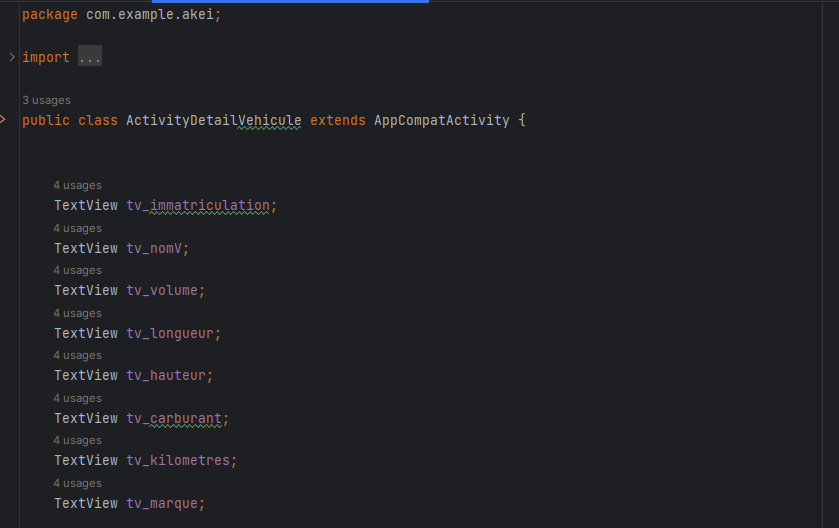 package com.example.akei;
import ...
3 usages
public class ActivityDetailVehicule extends AppCompatActivity {
4 usages
TextView tv_immatriculation;
4 usages
TextView tv_nomV;
4 usages
TextView tv_volume;
4 usages
TextView tv_longueur;
4 usages
TextView tv_hauteur;
4 usages
TextView tv_carburant;
4 usages
TextView tv_kilometres;
4 usages
TextView tv_marque;